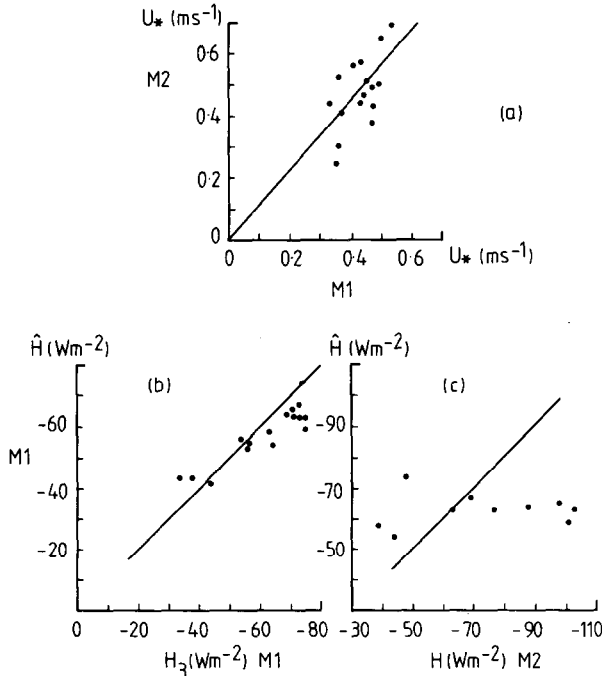 U* (ms⁻¹)
0·6
M2
0·4
0·2
0
0 0·2 0·4 0·6 U* (ms⁻¹)
M1
(a)
Ĥ (Wm⁻²)
(b)
-60
M1
-40
-20
0 -20 -40 -60 -80
H₃(Wm⁻²) M1
Ĥ (Wm⁻²)
(c)
-90
-70
-50
-30 -50 -70 -90 -110
H(Wm⁻²) M2